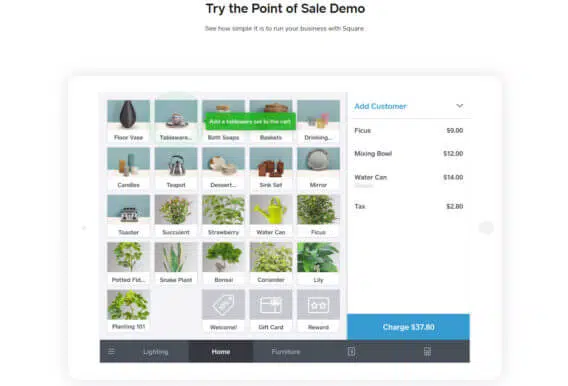 Try the Point of Sale Demo
See how simple it is to run your business with Square
Floor Vase
Tableware...
Bath Soaps
Baskets
Drinking...
Add a tableware set to the cart
Candles
Teapot
Dessert...
Sink Set
Mirror
Toaster
Succulent
Strawberry
Water Can
Ficus
Potted Fid...
Snake Plant
Bonsai
Coriander
Lily
Planting 101
Welcome!
Gift Card
Reward
Add Customer
Ficus $9.00
Mixing Bowl $12.00
Water Can $14.00
Tax $2.80
Charge $37.80
Lighting
Home
Furniture